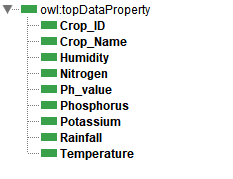 owl:topDataProperty
Crop_ID
Crop_Name
Humidity
Nitrogen
Ph_value
Phosphorus
Potassium
Rainfall
Temperature